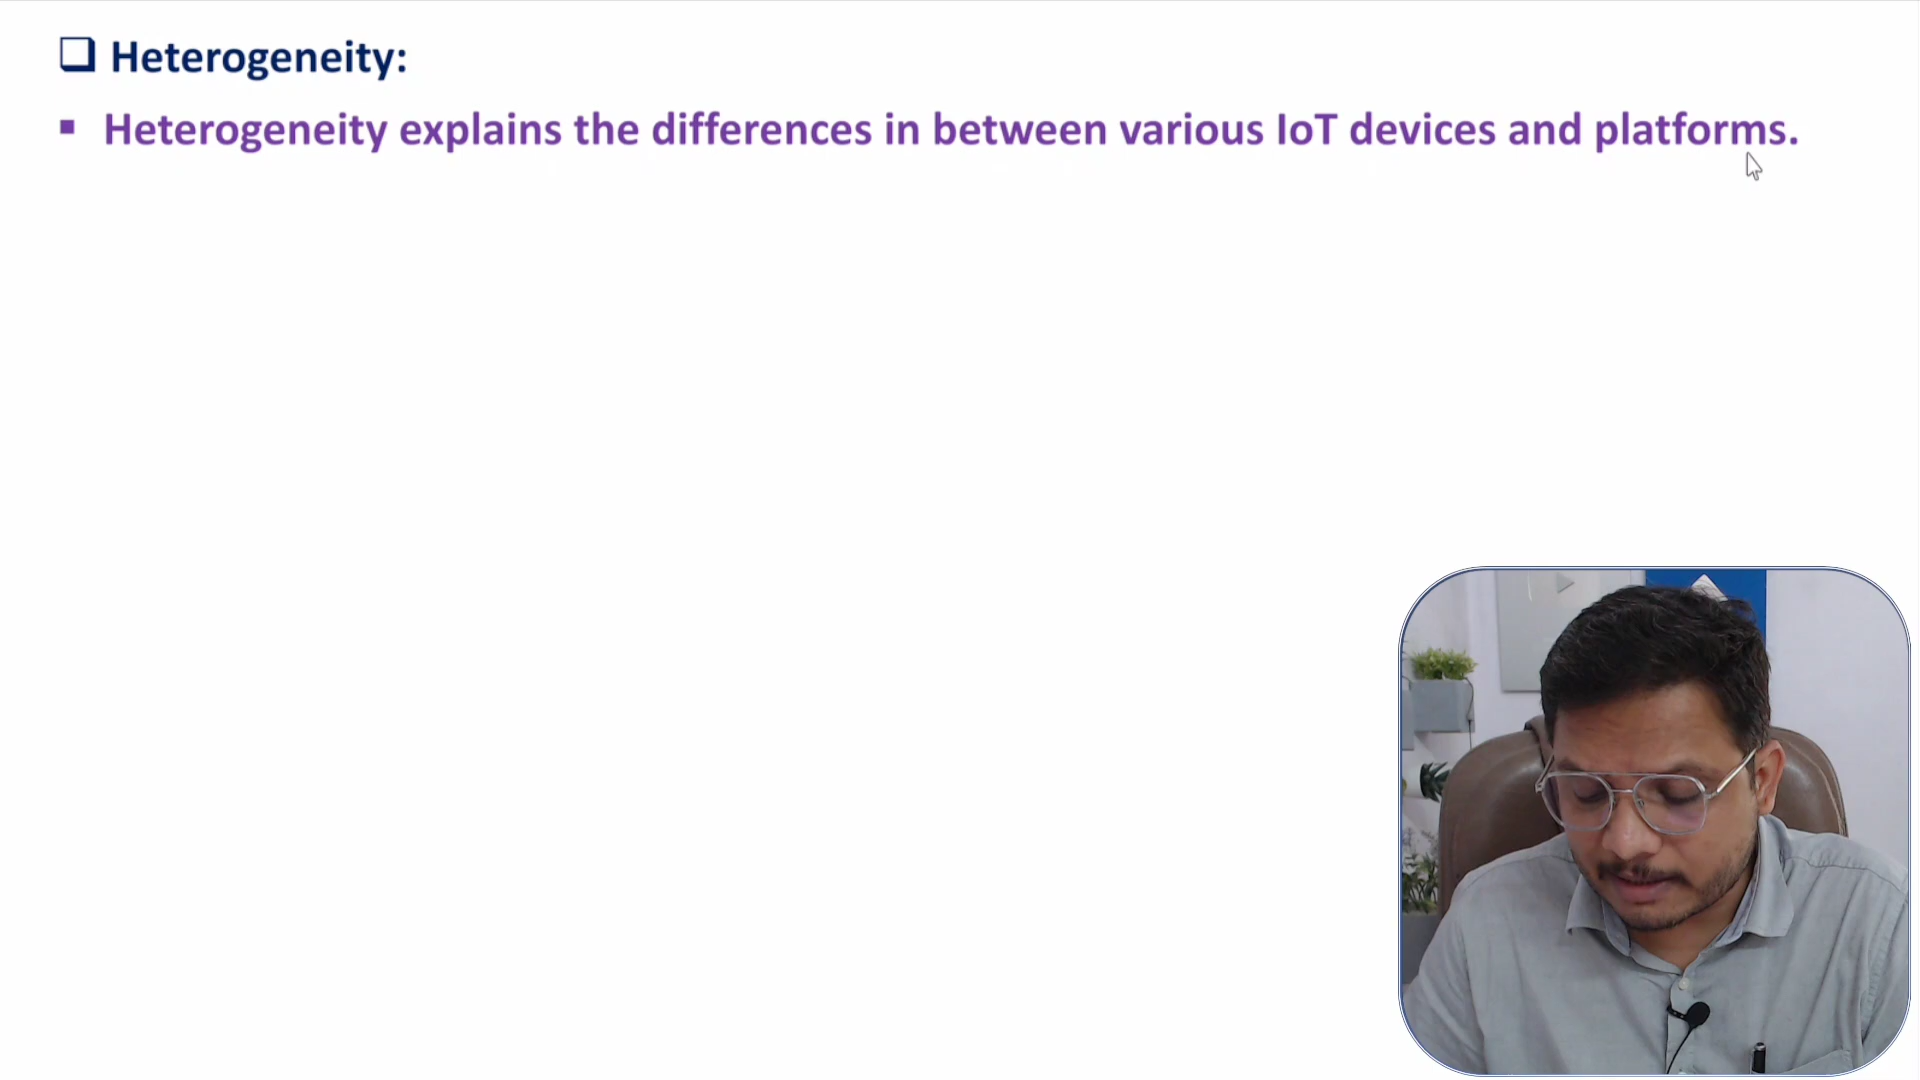 Heterogeneity:
Heterogeneity explains the differences in between various IoT devices and platforms.